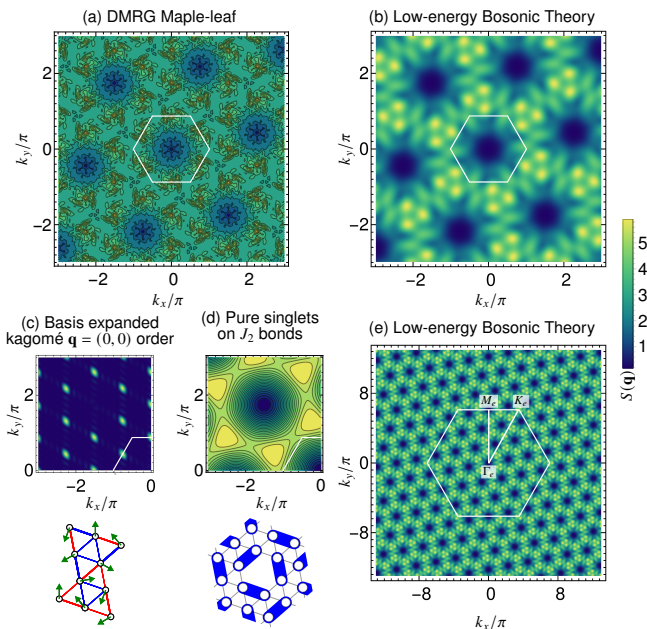 (a) DMRG Maple-leaf
(b) Low-energy Bosonic Theory
k_y/π
2
0
−2
−2 0 2
k_x/π
k_y/π
2
0
−2
−2 0 2
k_x/π
(c) Basis expanded
kagomé q = (0, 0) order
k_y/π
2
0
−2 0
k_x/π
(d) Pure singlets
on J_2 bonds
k_y/π
2
0
−2 0
k_x/π
(e) Low-energy Bosonic Theory
k_y/π
8
0
−8
M_e K_e
Γ_e
−8 0 8
k_x/π
5
4
3
2
1
S(q)